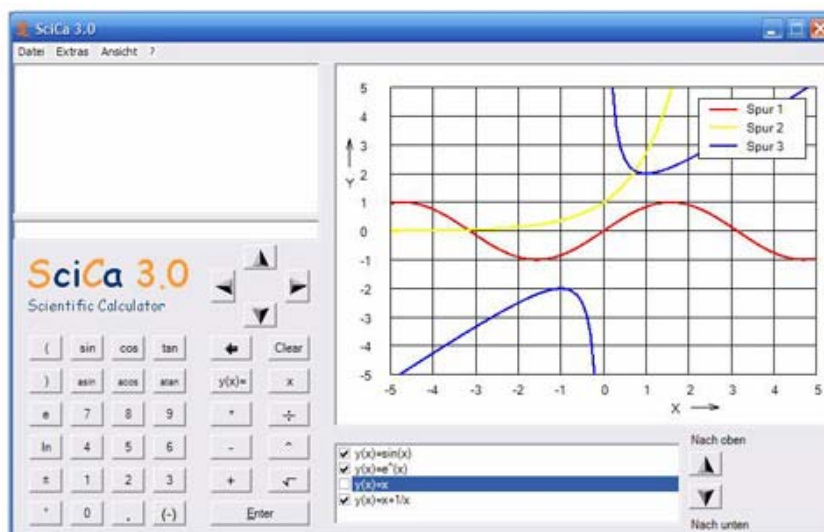 SciCa 3.0
Datei Extras Ansicht ?
5
4
3
2
1
0
-1
-2
-3
-4
-5
Y
-5 -4 -3 -2 -1 0 1 2 3 4 5
X
Spur 1
Spur 2
Spur 3
SciCa 3.0
Scientific Calculator
( sin cos tan Clear
) asin acos atan y(x)= x
e 7 8 9 * ÷
ln 4 5 6 - ^
± 1 2 3 + √
0 . (-) Enter
y(x)=sin(x)
y(x)=e^(x)
y(x)=x
y(x)=x+1/x
Nach oben
Nach unten